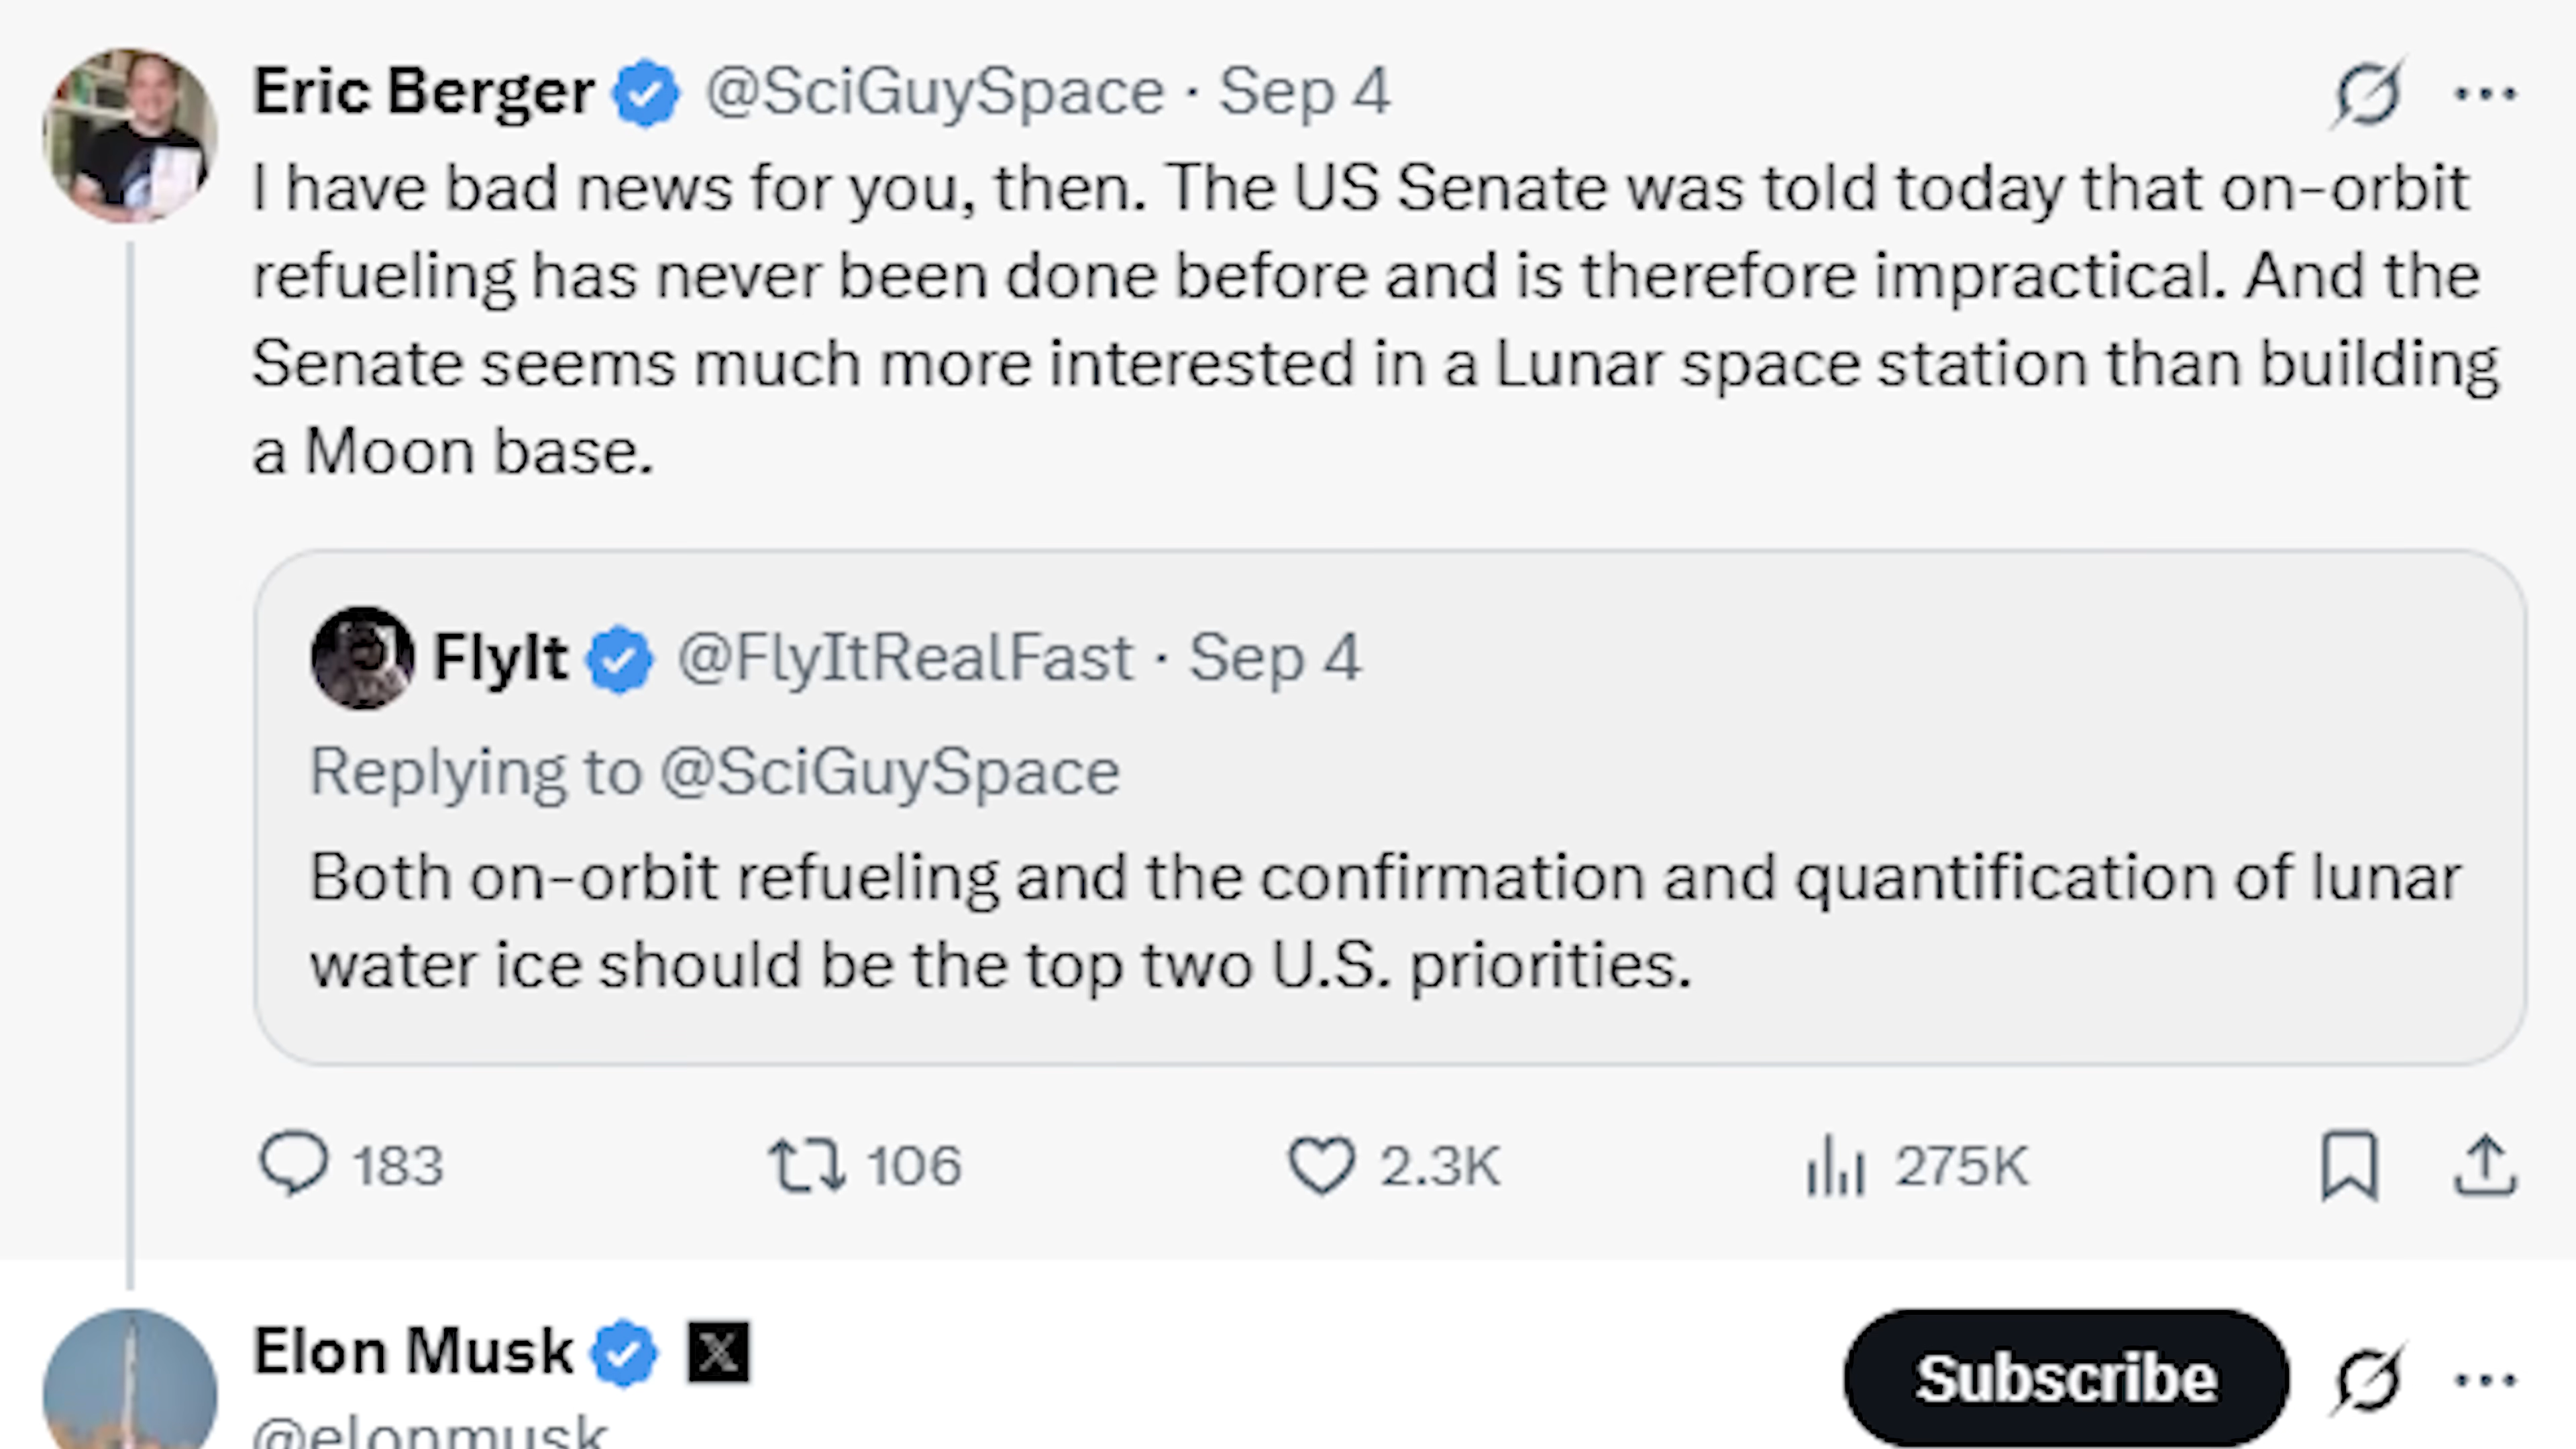 Eric Berger @SciGuySpace · Sep 4
I have bad news for you, then. The US Senate was told today that on-orbit
refueling has never been done before and is therefore impractical. And the
Senate seems much more interested in a Lunar space station than building
a Moon base.
FlyIt @FlyItRealFast · Sep 4
Replying to @SciGuySpace
Both on-orbit refueling and the confirmation and quantification of lunar
water ice should be the top two U.S. priorities.
183 106 2.3K 275K
Elon Musk X Subscribe
@elonmusk